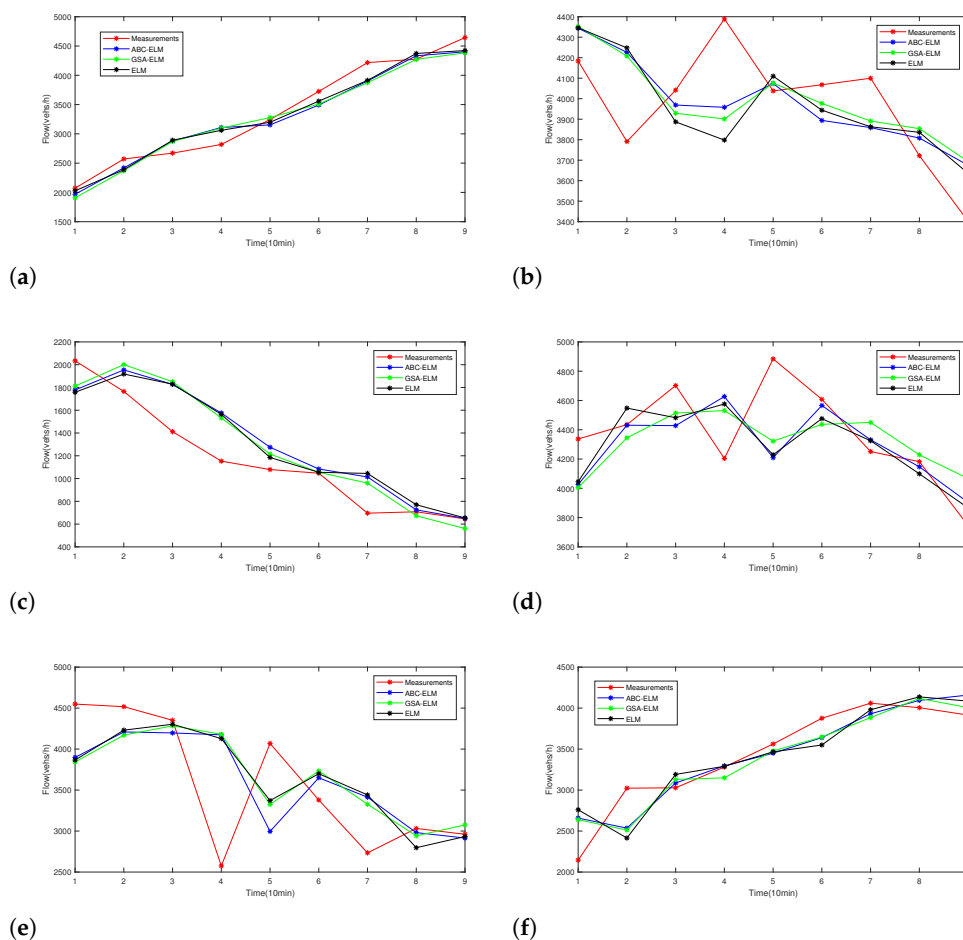 5000
4500
4000
3500
3000
2500
2000
1500
Flow(vehs/h)
Measurements
ABC-ELM
GSA-ELM
ELM
1 2 3 4 5 6 7 8 9
Time(10min)
(a)
4400
4300
4200
4100
4000
3900
3800
3700
3600
3500
3400
Flow(vehs/h)
Measurements
ABC-ELM
GSA-ELM
ELM
1 2 3 4 5 6 7 8
Time(10min)
(b)
2200
2000
1800
1600
1400
1200
1000
800
600
400
Flow(vehs/h)
Measurements
ABC-ELM
GSA-ELM
ELM
1 2 3 4 5 6 7 8 9
Time(10min)
(c)
5000
4800
4600
4400
4200
4000
3800
3600
Flow(vehs/h)
Measurements
ABC-ELM
GSA-ELM
ELM
1 2 3 4 5 6 7 8
Time(10min)
(d)
5000
4500
4000
3500
3000
2500
Flow(vehs/h)
Measurements
ABC-ELM
GSA-ELM
ELM
1 2 3 4 5 6 7 8 9
Time(10min)
(e)
4500
4000
3500
3000
2500
2000
Flow(vehs/h)
Measurements
ABC-ELM
GSA-ELM
ELM
1 2 3 4 5 6 7 8
Time(10min)
(f)